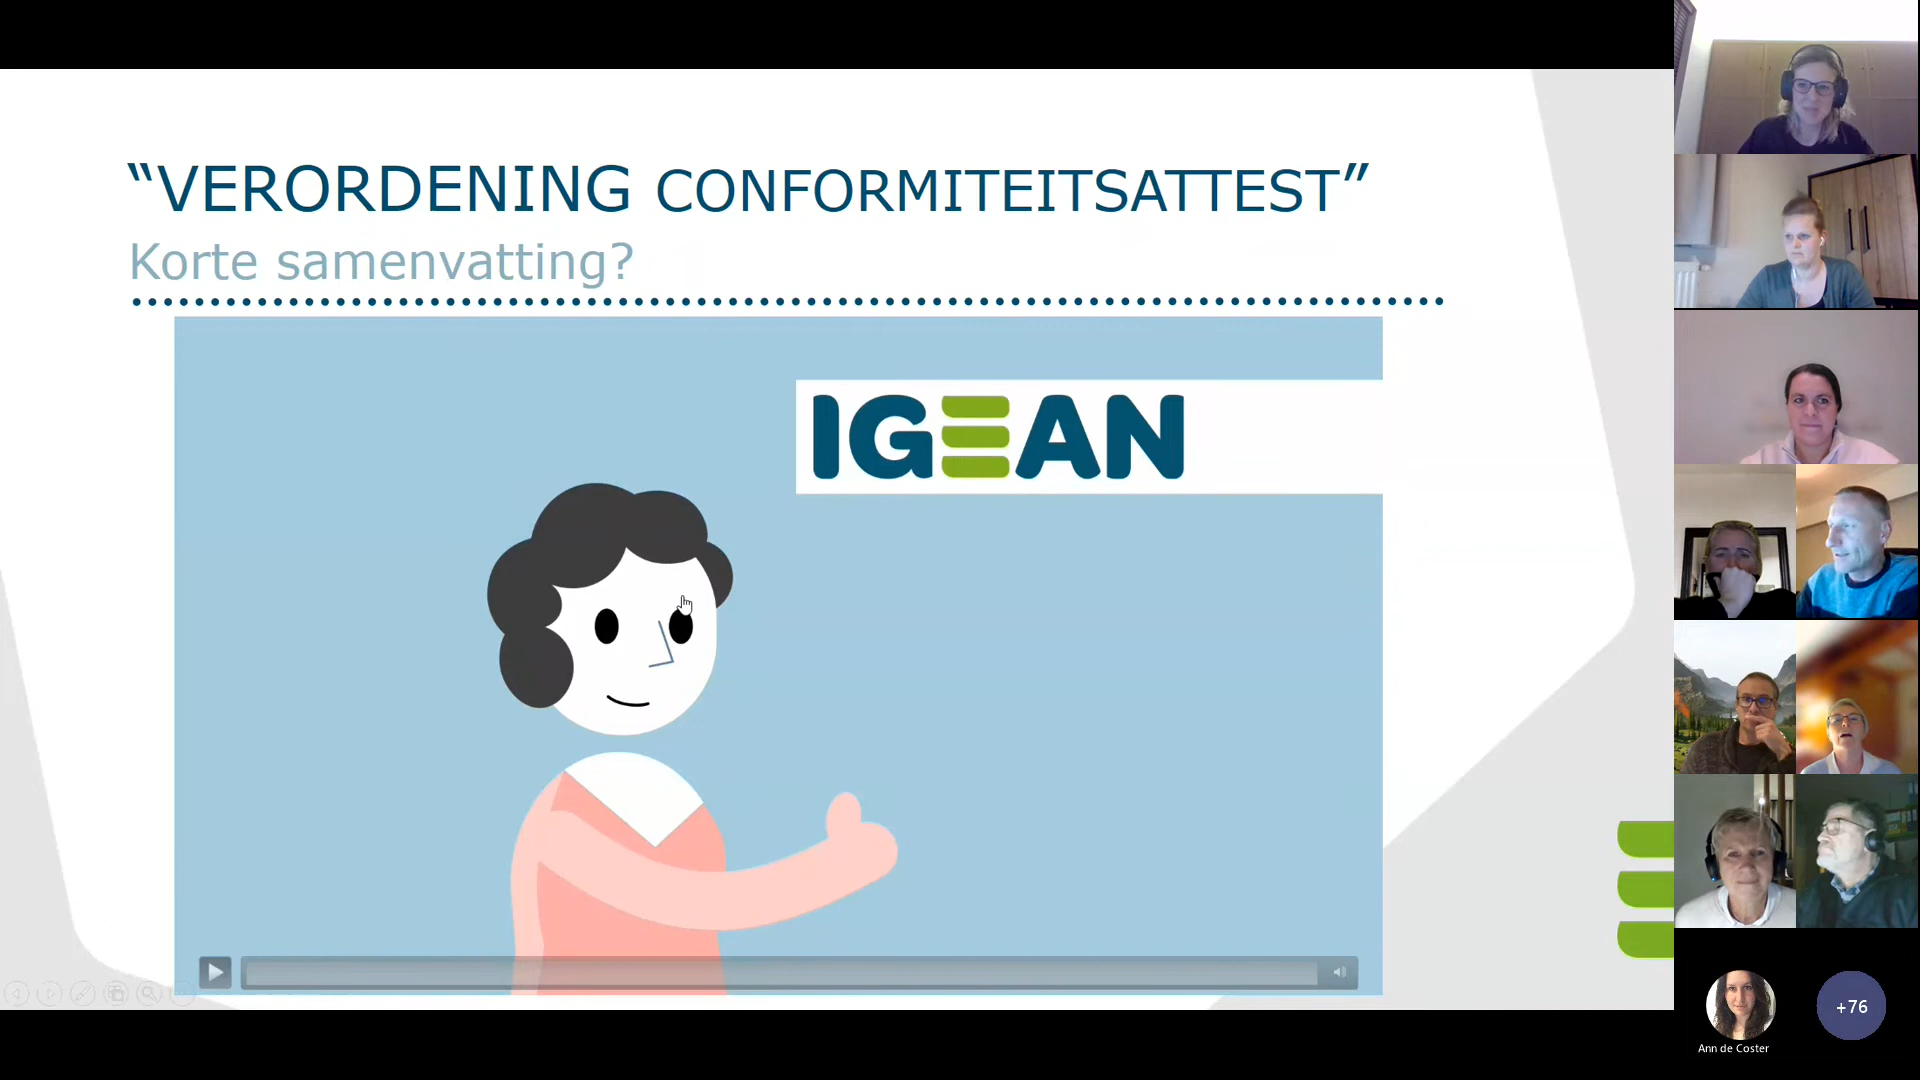 “VERORDENING CONFORMITEITSATTEST”
Korte samenvatting?
IGEAN
+76
Ann de Coster